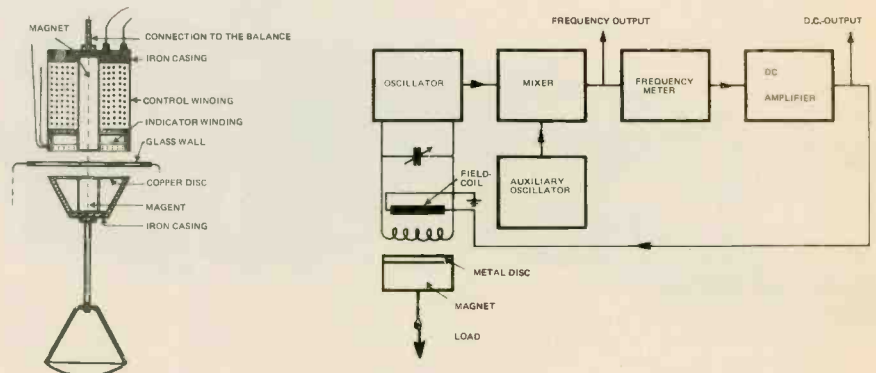 MAGNET
CONNECTION TO THE BALANCE
IRON CASING
CONTROL WINDING
INDICATOR WINDING
GLASS WALL
COPPER DISC
MAGENT
IRON CASING
FREQUENCY OUTPUT
D.C.-OUTPUT
OSCILLATOR
MIXER
FREQUENCY
METER
DC
AMPLIFIER
FIELD-
COIL
AUXILIARY
OSCILLATOR
METAL DISC
MAGNET
LOAD